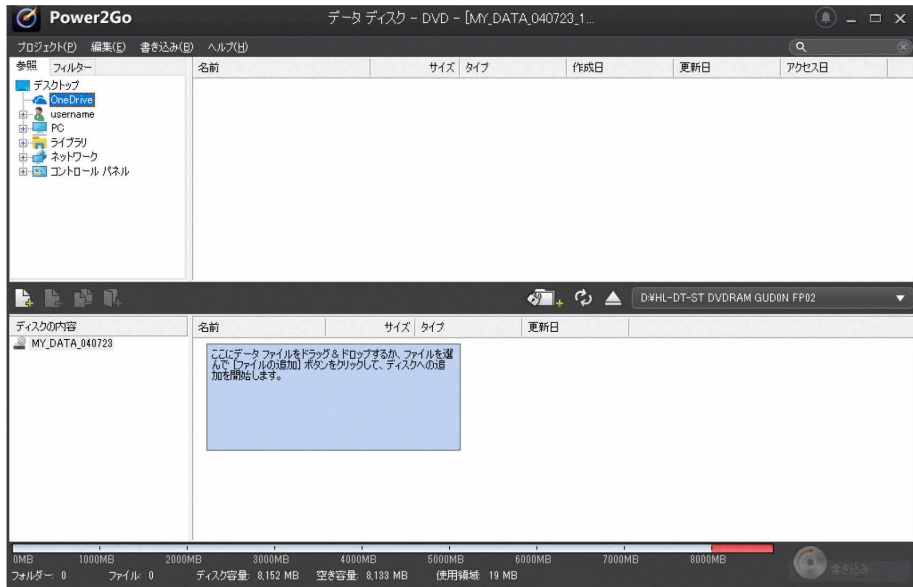 Power2Go
データ ディスク - DVD - [MY_DATA_040723_1...
プロジェクト(P) 編集(E) 書き込み(B) ヘルプ(H)
参照 フィルター
名前 サイズ タイプ 作成日 更新日 アクセス日
デスクトップ
OneDrive
username
PC
ライブラリ
ネットワーク
コントロール パネル
D:¥HL-DT-ST DVDRAM GUD0N FP02
ディスクの内容
名前 サイズ タイプ 更新日
MY_DATA_040723
ここにデータ ファイルをドラッグ&ドロップするか、ファイルを選
んで [ファイルの追加] ボタンをクリックして、ディスクへの追
加を開始します。
0MB 1000MB 2000MB 3000MB 4000MB 5000MB 6000MB 7000MB 8000MB
フォルダー: 0 ファイル: 0 ディスク容量: 8,152 MB 空き容量: 8,133 MB 使用領域: 19 MB
書き込み